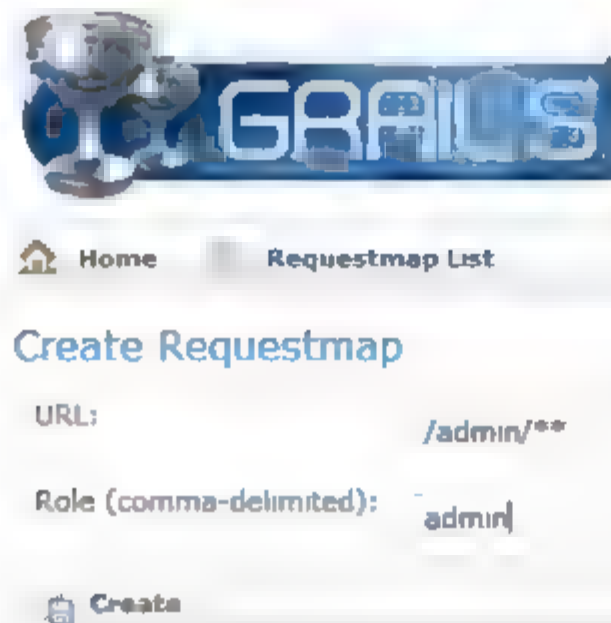 GRAILS
Home Requestmap List
Create Requestmap
URL: /admin/**
Role (comma-delimited): admin
Create